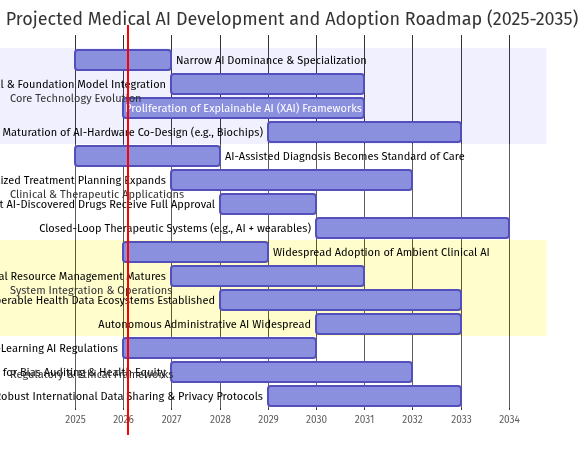 Projected Medical AI Development and Adoption Roadmap (2025-2035)
Narrow AI Dominance & Specialization
l & Foundation Model Integration
Core Technology Evolution
Proliferation of Explainable AI (XAI) Frameworks
Maturation of AI-Hardware Co-Design (e.g., Biochips)
AI-Assisted Diagnosis Becomes Standard of Care
ized Treatment Planning Expands
Clinical & Therapeutic Applications
t AI-Discovered Drugs Receive Full Approval
Closed-Loop Therapeutic Systems (e.g., AI + wearables)
Widespread Adoption of Ambient Clinical AI
al Resource Management Matures
System Integration & Operations
erable Health Data Ecosystems Established
Autonomous Administrative AI Widespread
-Learning AI Regulations
for Bias Auditing & Health Equity
Regulatory & Ethical Frameworks
Robust International Data Sharing & Privacy Protocols
2025 2026 2027 2028 2029 2030 2031 2032 2033 2034